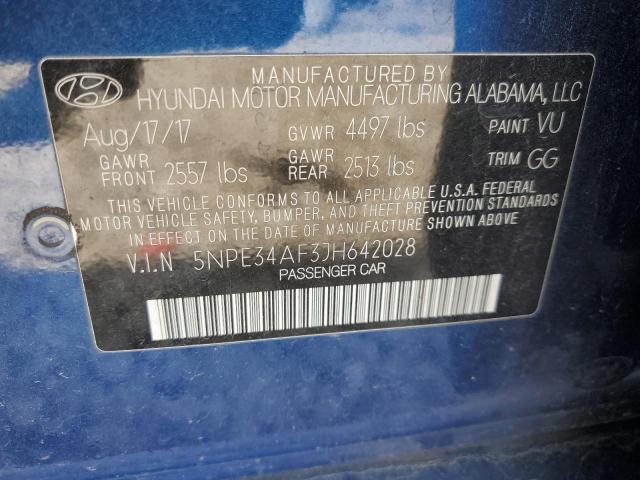 MANUFACTURED BY
HYUNDAI MOTOR MANUFACTURING ALABAMA, LLC
Aug/17/17 GVWR 4497 lbs PAINT VU
GAWR FRONT 2557 lbs GAWR REAR 2513 lbs TRIM GG
THIS VEHICLE CONFORMS TO ALL APPLICABLE U.S.A. FEDERAL
MOTOR VEHICLE SAFETY, BUMPER, AND THEFT PREVENTION STANDARDS
IN EFFECT ON THE DATE OF MANUFACTURE SHOWN ABOVE
V.I.N 5NPE34AF3JH642028
PASSENGER CAR